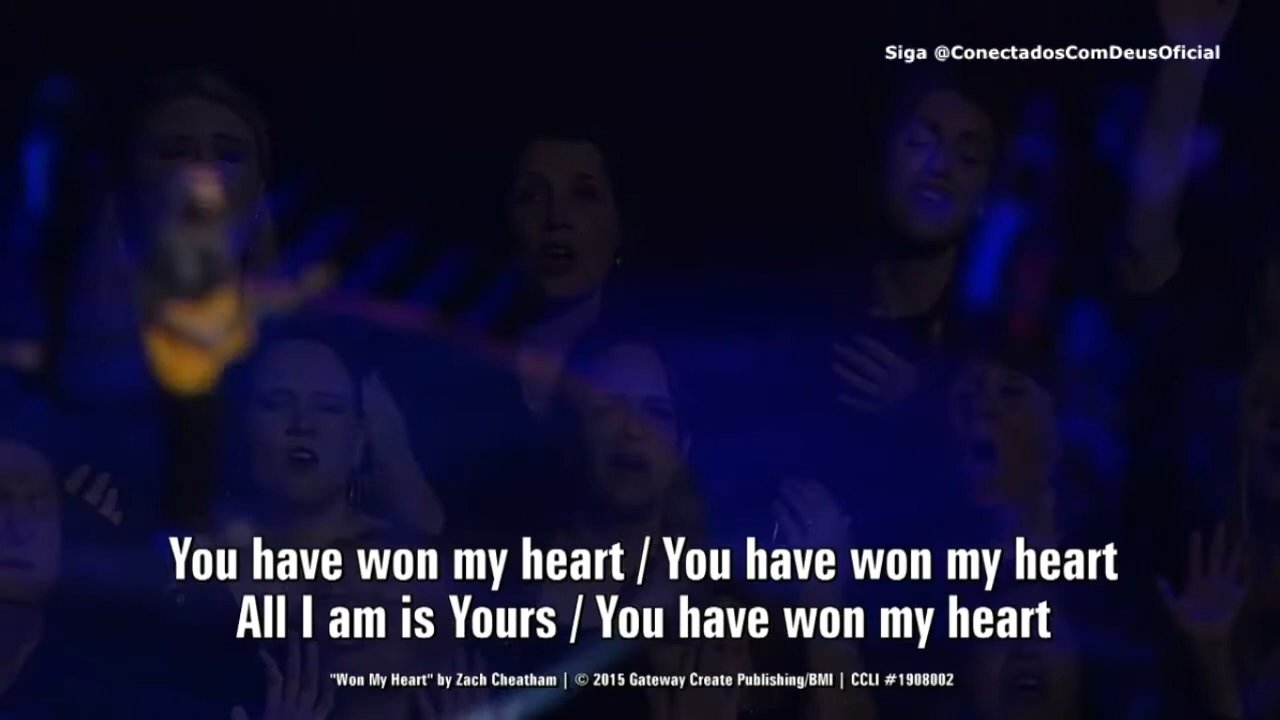 Siga @ConectadosComDeusOficial
You have won my heart / You have won my heart
All I am is Yours / You have won my heart
"Won My Heart" by Zach Cheatham | © 2015 Gateway Create Publishing/BMI | CCLI #1908002